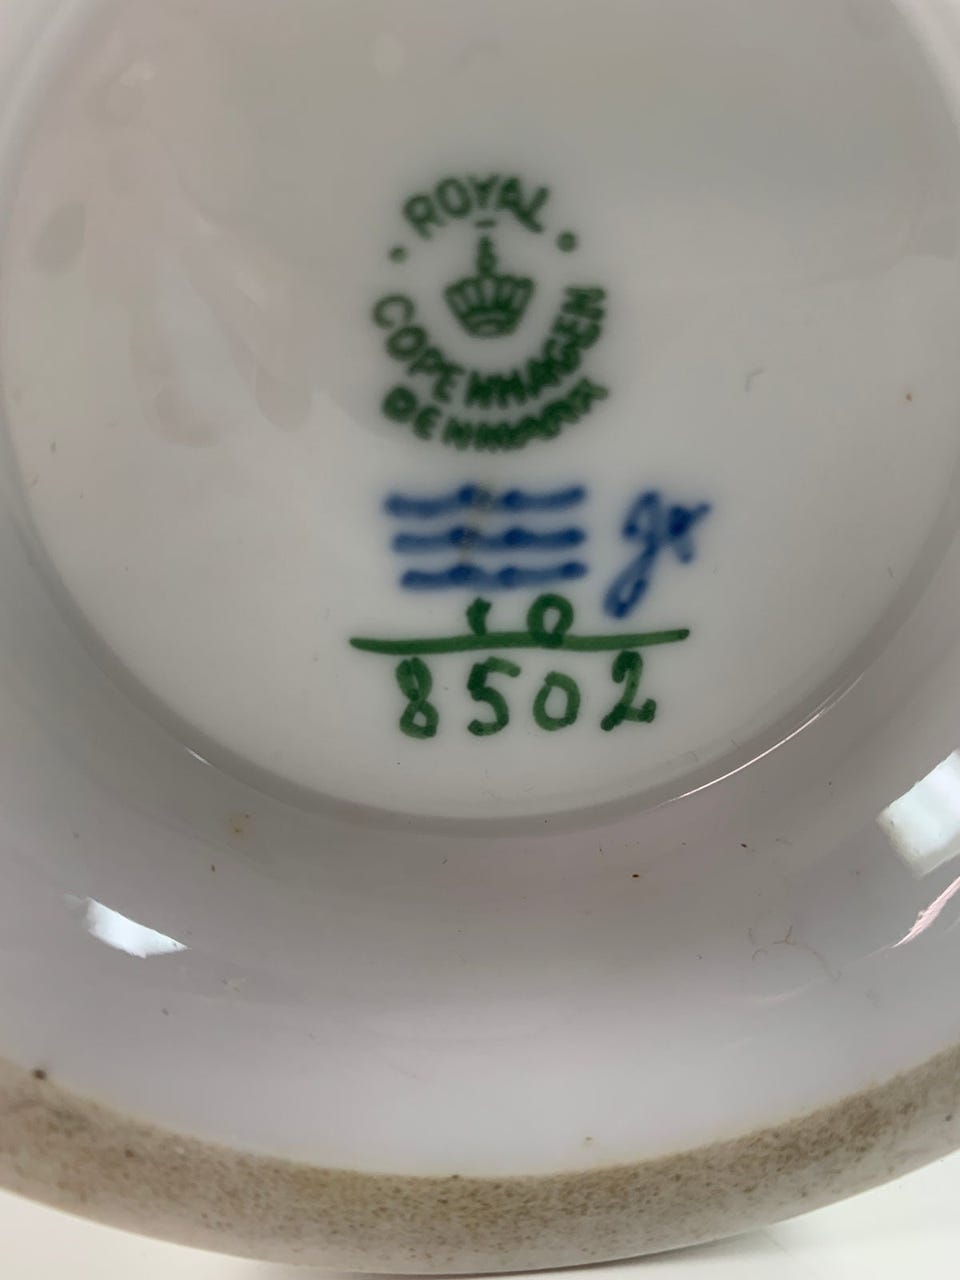 ROYAL
COPENHAGEN
DENMARK
10
8502